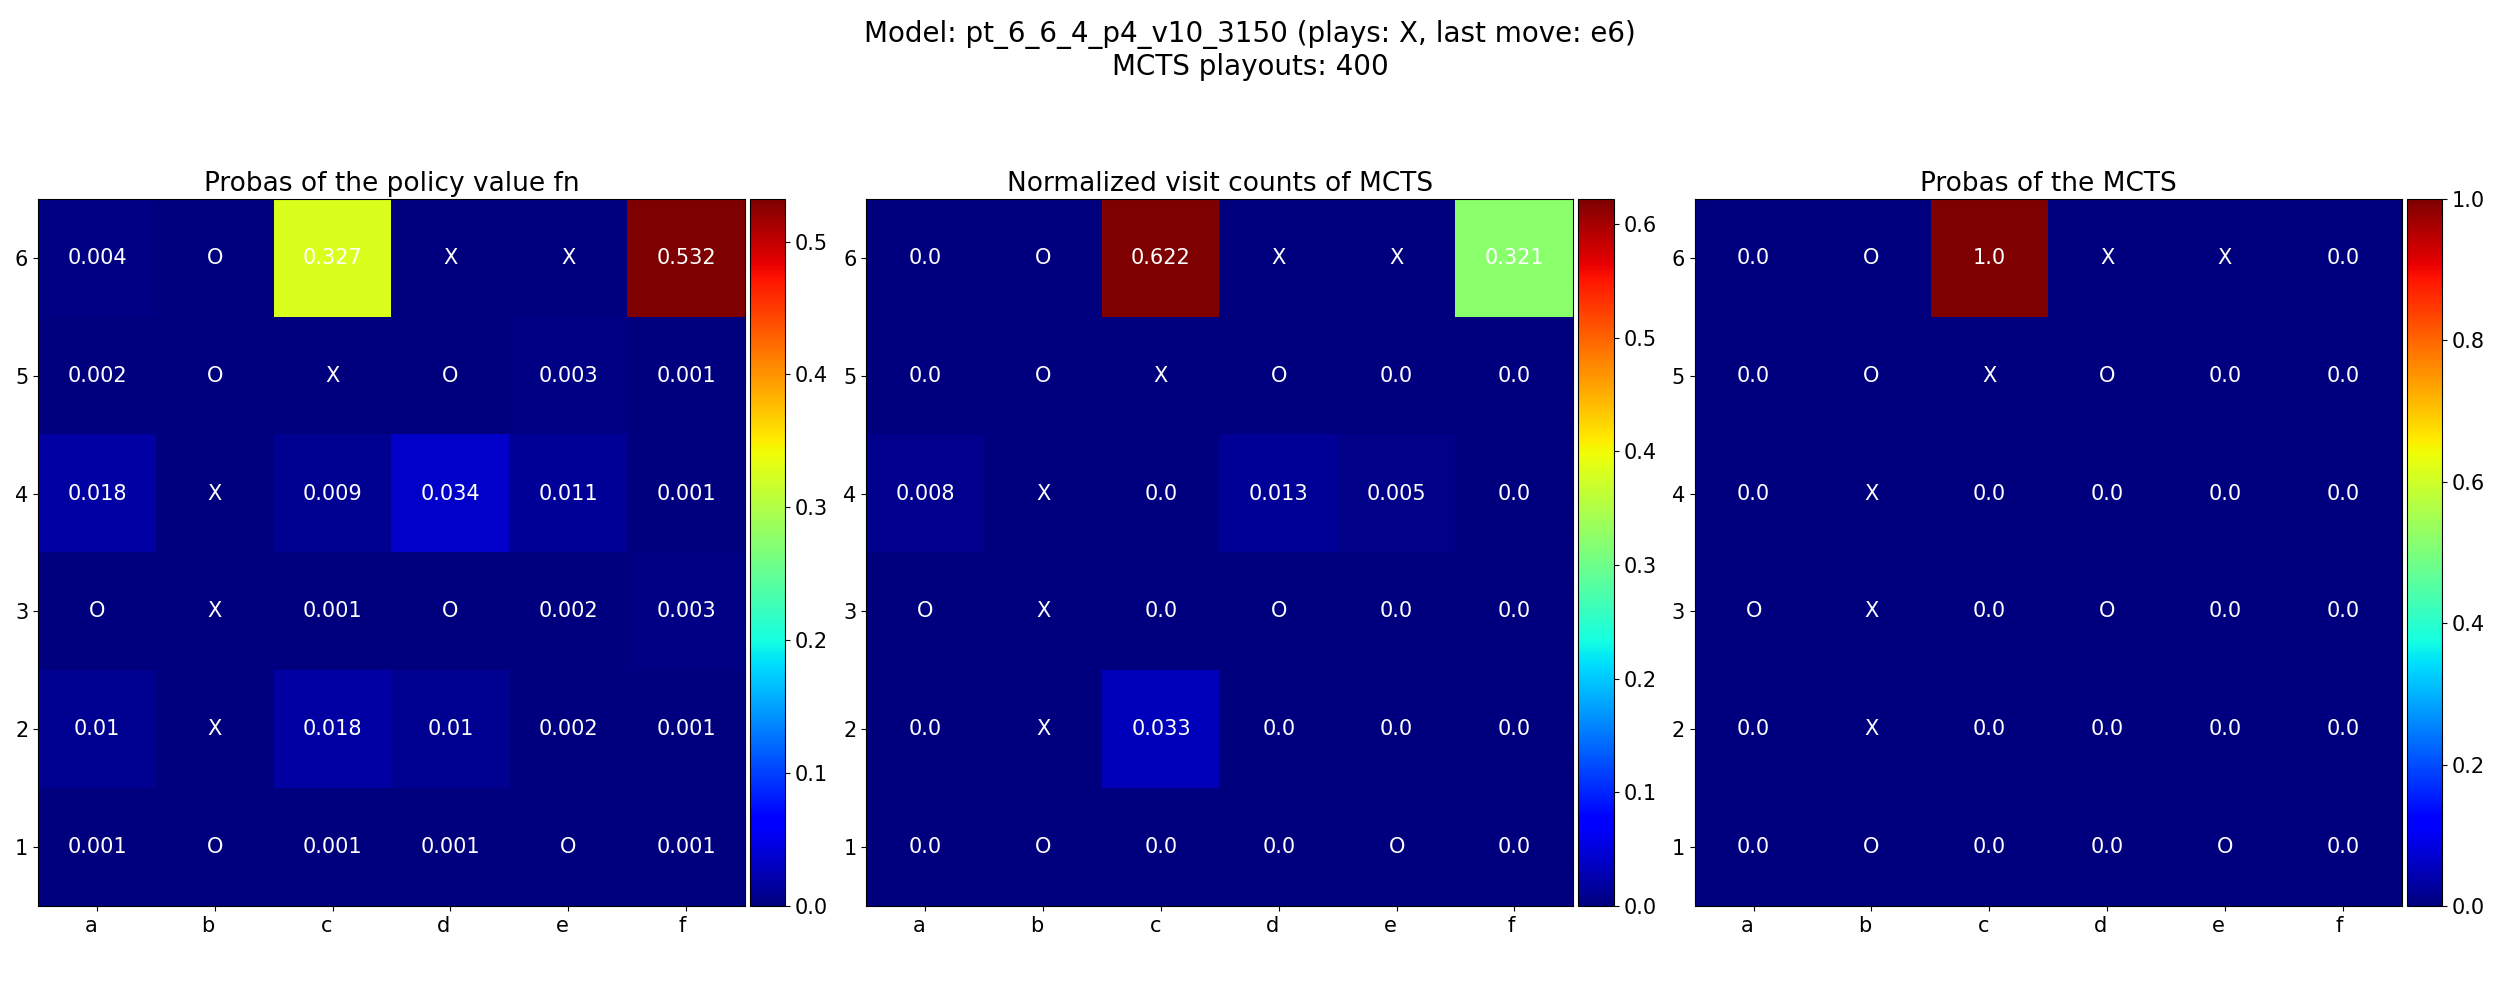 Model: pt_6_6_4_p4_v10_3150 (plays: X, last move: e6)
MCTS playouts: 400
Probas of the policy value fn
6 0.004 O 0.327 X X 0.532
5 0.002 O X O 0.003 0.001
4 0.018 X 0.009 0.034 0.011 0.001
3 O X 0.001 O 0.002 0.003
2 0.01 X 0.018 0.01 0.002 0.001
1 0.001 O 0.001 0.001 O 0.001
a b c d e f
0.5
0.4
0.3
0.2
0.1
0.0
Normalized visit counts of MCTS
6 0.0 O 0.622 X X 0.321
5 0.0 O X O 0.0 0.0
4 0.008 X 0.0 0.013 0.005 0.0
3 O X 0.0 O 0.0 0.0
2 0.0 X 0.033 0.0 0.0 0.0
1 0.0 O 0.0 0.0 O 0.0
a b c d e f
0.6
0.5
0.4
0.3
0.2
0.1
0.0
Probas of the MCTS
6 0.0 O 1.0 X X 0.0
5 0.0 O X O 0.0 0.0
4 0.0 X 0.0 0.0 0.0 0.0
3 O X 0.0 O 0.0 0.0
2 0.0 X 0.0 0.0 0.0 0.0
1 0.0 O 0.0 0.0 O 0.0
a b c d e f
1.0
0.8
0.6
0.4
0.2
0.0